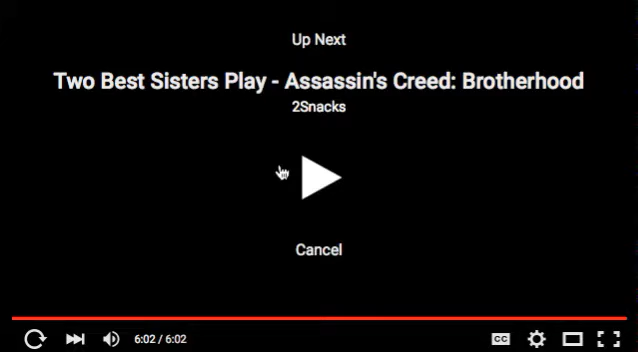 Up Next
Two Best Sisters Play - Assassin's Creed: Brotherhood
2Snacks
Cancel
6:02 / 6:02
CC